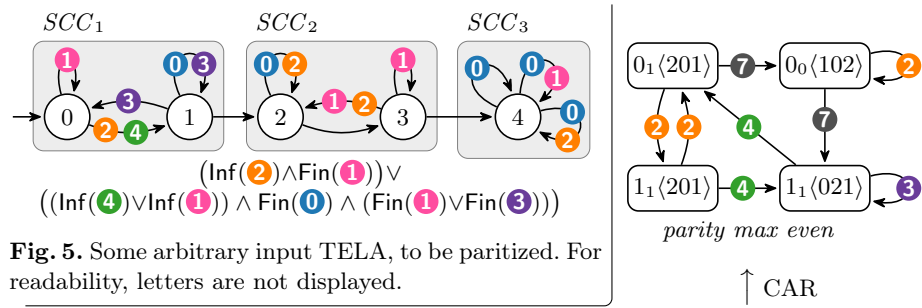 SCC₁ SCC₂ SCC₃
1 0 3 0 2 1 0 0 1
3 1 2 0
0 1 2 3 4
2 4 2
(Inf(2)∧Fin(1))∨
((Inf(4)∨Inf(1)) ∧ Fin(0) ∧ (Fin(1)∨Fin(3)))
Fig. 5. Some arbitrary input TELA, to be paritized. For
readability, letters are not displayed.
0₁⟨201⟩ 7 0₀⟨102⟩ 2
2 2 4 7
1₁⟨201⟩ 4 1₁⟨021⟩ 3
parity max even
↑ CAR